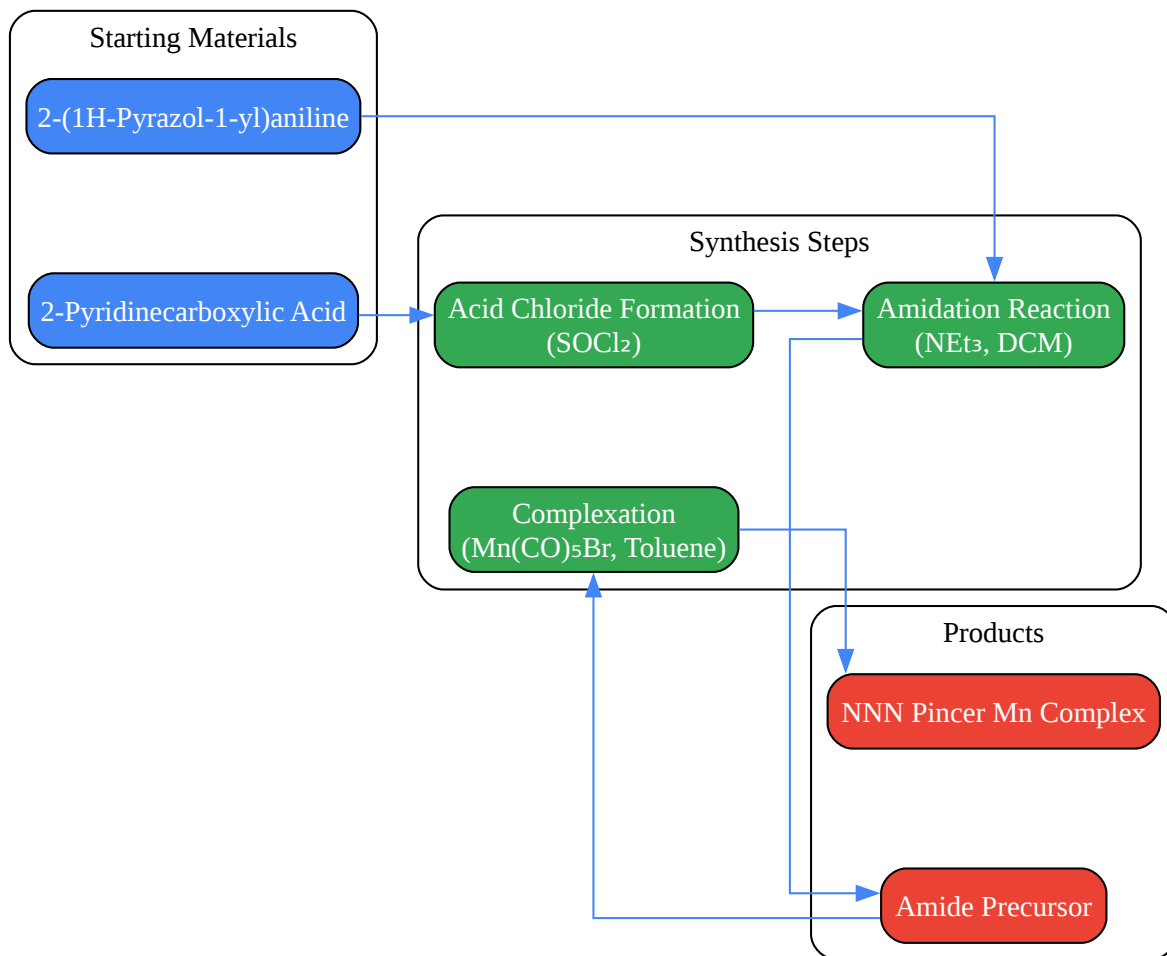 Starting Materials
2-(1H-Pyrazol-1-yl)aniline
2-Pyridinecarboxylic Acid
Synthesis Steps
Acid Chloride Formation
(SOCl₂)
Amidation Reaction
(NEt₃, DCM)
Complexation
(Mn(CO)₅Br, Toluene)
Products
NNN Pincer Mn Complex
Amide Precursor